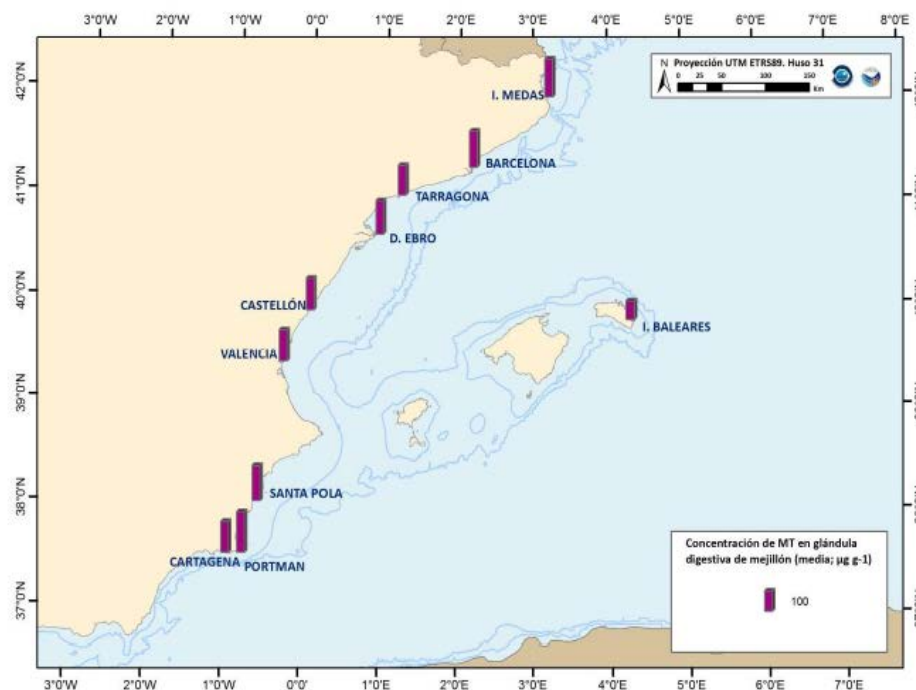 1°0'W 0°0' 1°0'E 2°0'E 3°0'E 4°0'E 5°0'E 6°0'E 7°0'E 8°0'E
N Proyección UTM ETRS89. Huso 31
0 25 50 100 150
Km
42°0'N
I. MEDAS
BARCELONA
41°0'N
TARRAGONA
D. EBRO
40°0'N
CASTELLÓN
I. BALEARES
VALENCIA
39°0'N
38°0'N
SANTA POLA
CARTAGENA
PORTMAN
37°0'N
Concentración de MT en glándula
digestiva de mejillón (media; µg g-1)
100
3°0'W 2°0'W 1°0'W 0°0' 1°0'E 2°0'E 3°0'E 4°0'E 5°0'E 6°0'E 7°0'E